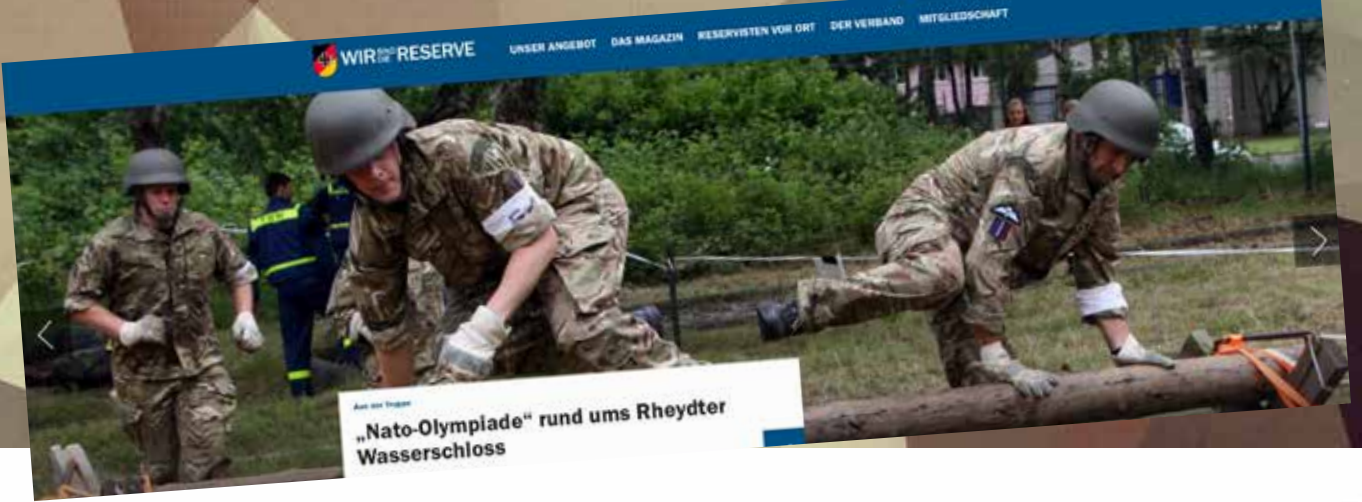 WIR SIND DIE RESERVE
UNSER ANGEBOT DAS MAGAZIN RESERVISTEN VOR ORT DER VERBAND MITGLIEDSCHAFT
Aus der Truppe
„Nato-Olympiade“ rund ums Rheydter
Wasserschloss